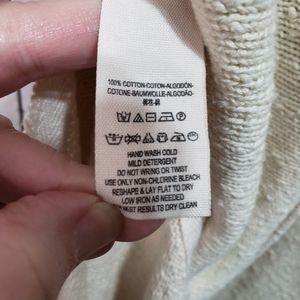 100% COTTON-COTON-ALGODÓN-
COTONE-BAUMWOLLE-ALGODÃO-
HAND WASH COLD
MILD DETERGENT
DO NOT WRING OR TWIST
USE ONLY NON-CHLORINE BLEACH
RESHAPE & LAY FLAT TO DRY
LOW IRON AS NEEDED
BEST RESULTS DRY CLEAN